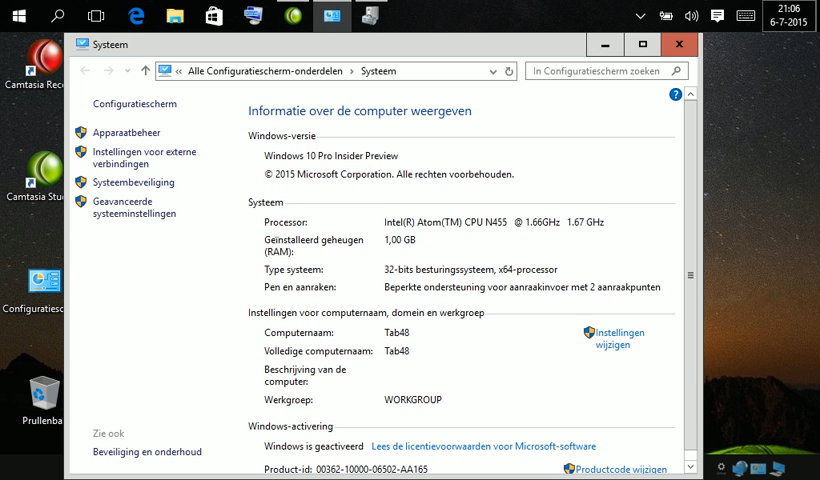 21:06
6-7-2015
Systeem
« Alle Configuratiescherm-onderdelen > Systeem
In Configuratiescherm zoeken
Camtasia Rec
Camtasia Stud
Configuratiesc
Prullenba
Configuratiescherm
Apparaatbeheer
Instellingen voor externe
verbindingen
Systeembeveiliging
Geavanceerde
systeeminstellingen
Zie ook
Beveiliging en onderhoud
Informatie over de computer weergeven
Windows-versie
Windows 10 Pro Insider Preview
© 2015 Microsoft Corporation. Alle rechten voorbehouden.
Systeem
Processor: Intel(R) Atom(TM) CPU N455 @ 1.66GHz 1.67 GHz
Geïnstalleerd geheugen 1,00 GB
(RAM):
Type systeem: 32-bits besturingssysteem, x64-processor
Pen en aanraken: Beperkte ondersteuning voor aanraakinvoer met 2 aanraakpunten
Instellingen voor computernaam, domein en werkgroep
Computernaam: Tab48
Instellingen
wijzigen
Volledige computernaam: Tab48
Beschrijving van de
computer:
Werkgroep: WORKGROUP
Windows-activering
Windows is geactiveerd Lees de licentievoorwaarden voor Microsoft-software
Product-id: 00362-10000-06502-AA165 Productcode wijzigen